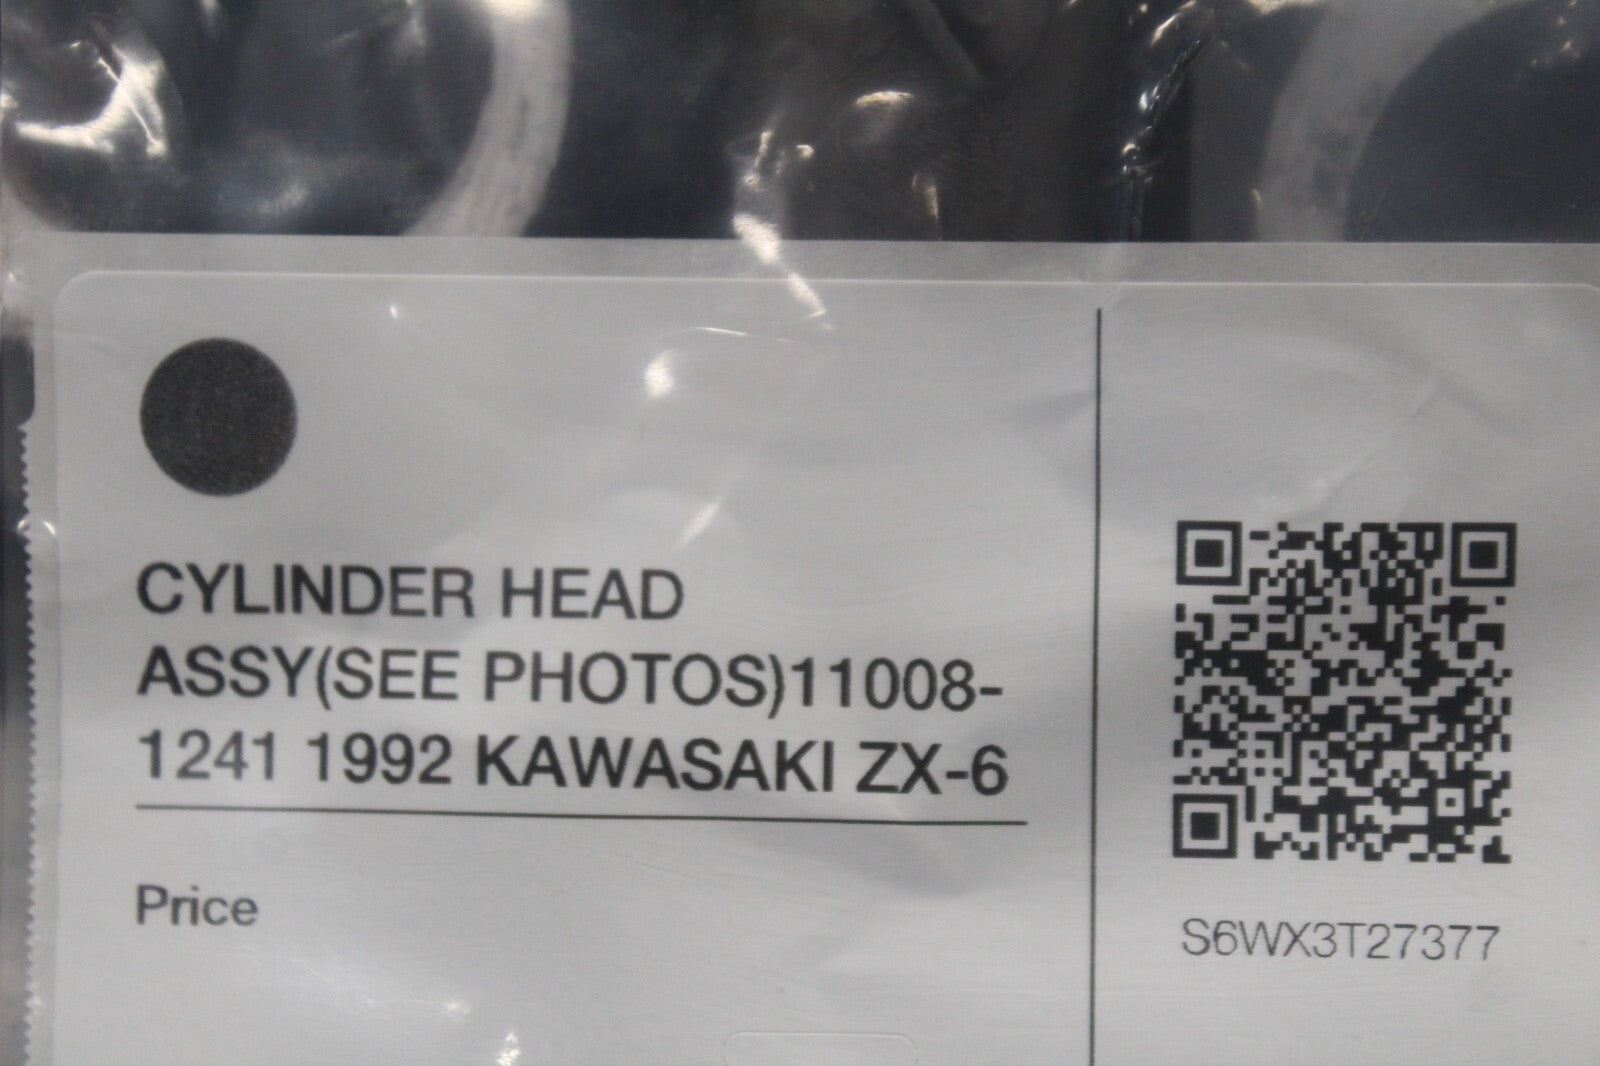 CYLINDER HEAD
ASSY(SEE PHOTOS)11008-
1241 1992 KAWASAKI ZX-6
Price
S6WX3T27377